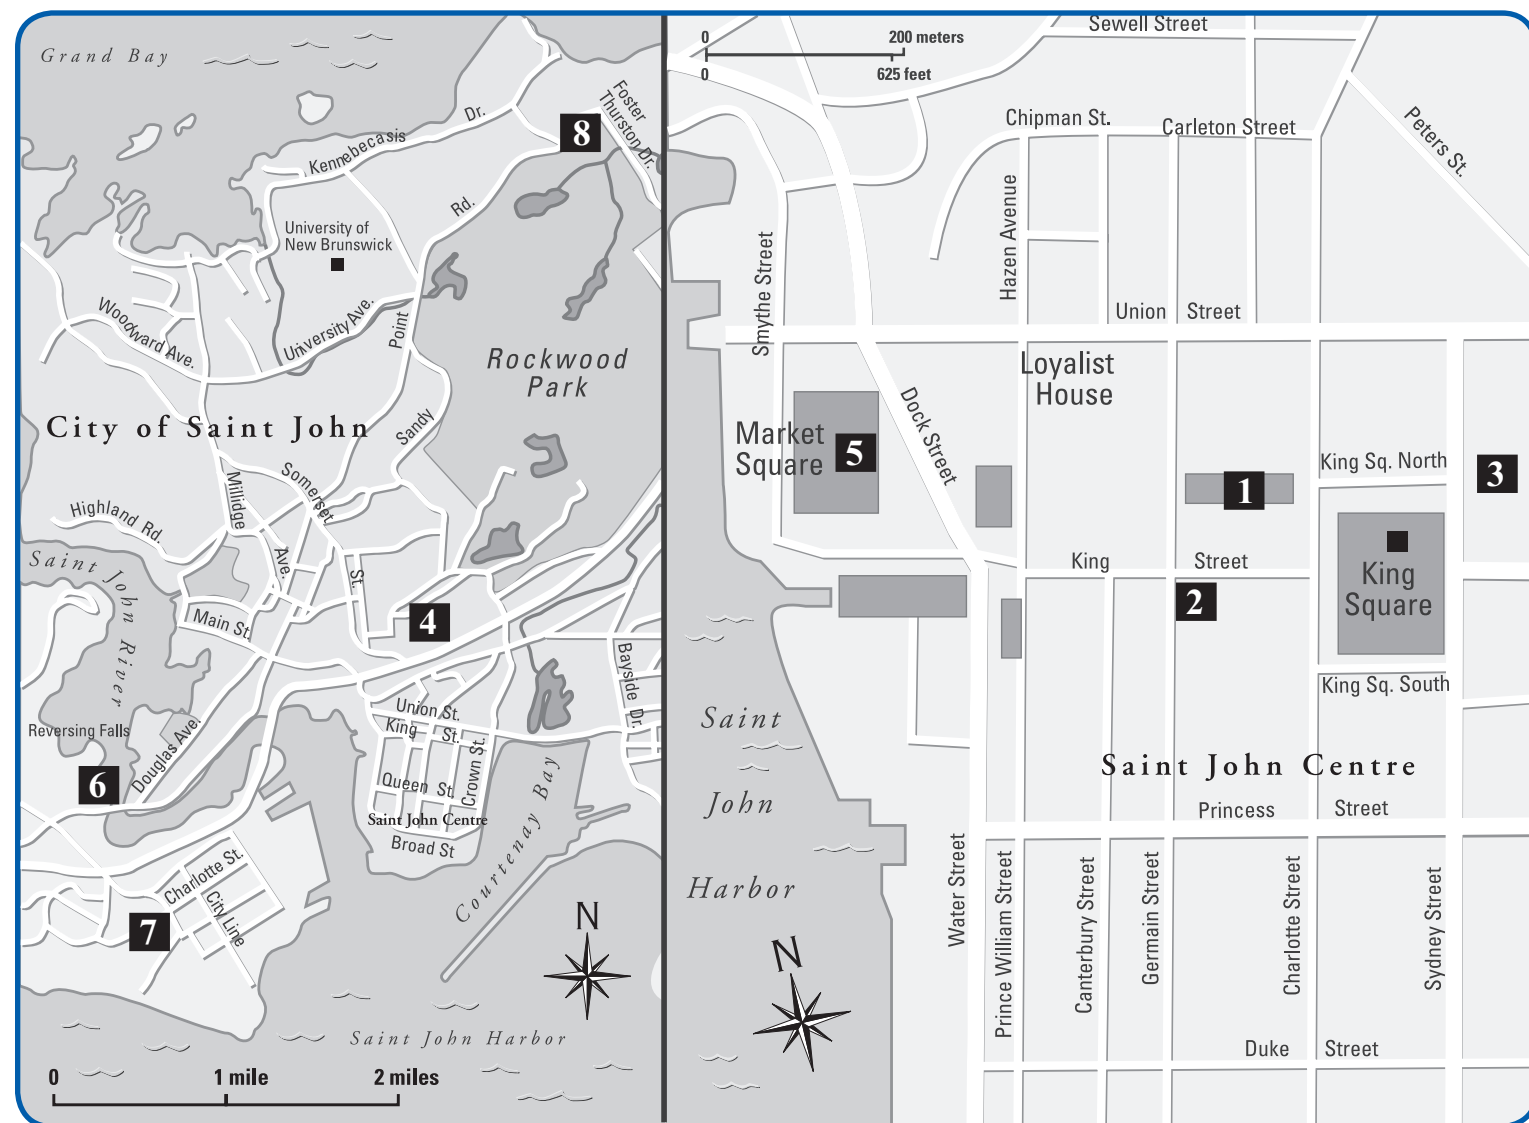 Grand Bay
Kennebecasis Dr.
Foster
Thurston Dr.
8
University of
New Brunswick
Rd.
Woodward Ave.
University Ave.
Point
Rockwood
Park
City of Saint John
Sandy
Somerset
Millidge
Highland Rd.
Ave.
St.
Saint John River
4
Main St.
Bayside Dr.
Reversing Falls
Douglas Ave.
6
Union St.
King St.
Queen St.
Crown St.
Saint John Centre
Broad St
Courtenay Bay
Charlotte St.
City Line
7
N
Saint John Harbor
0 1 mile 2 miles
0 200 meters
0 625 feet
Sewell Street
Chipman St.
Carleton Street
Peters St.
Hazen Avenue
Smythe Street
Union Street
Loyalist
House
Dock Street
Market
Square
5
1
King Sq. North
3
King Street
2
King
Square
King Sq. South
Saint
John
Harbor
Saint John Centre
Princess Street
Water Street
Prince William Street
Canterbury Street
Germain Street
Charlotte Street
Sydney Street
N
Duke Street